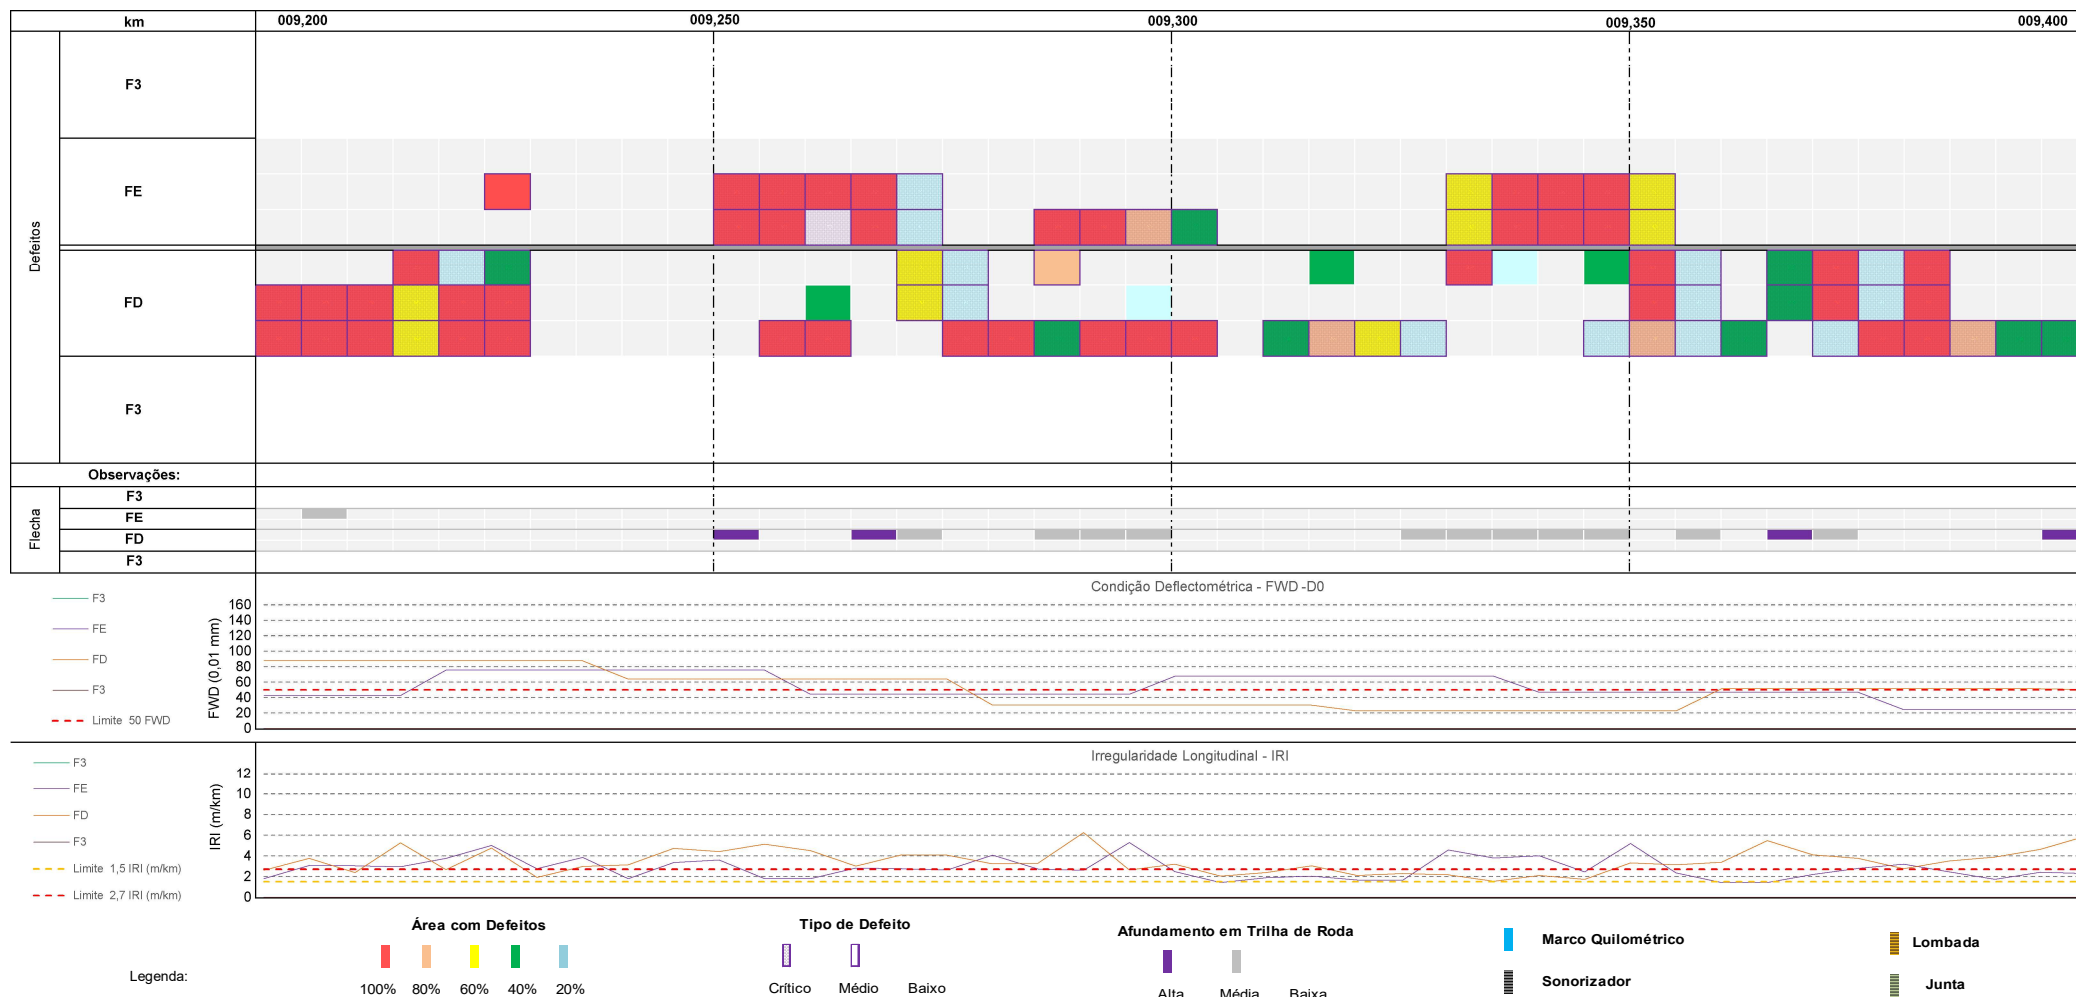 km 009,200 009,250 009,300 009,350 009,400
Defeitos
F3
FE
FD
F3
Observações:
Flecha
F3
FE
FD
F3
Condição Deflectométrica - FWD -D0
F3
FE
FD
F3
Limite 50 FWD
FWD (0,01 mm)
160
140
120
100
80
60
40
20
0
Irregularidade Longitudinal - IRI
F3
FE
FD
F3
Limite 1,5 IRI (m/km)
Limite 2,7 IRI (m/km)
IRI (m/km)
12
10
8
6
4
2
0
Legenda:
Área com Defeitos
100% 80% 60% 40% 20%
Tipo de Defeito
Crítico Médio Baixo
Afundamento em Trilha de Roda
Alta Média Baixa
Marco Quilométrico
Sonorizador
Lombada
Junta